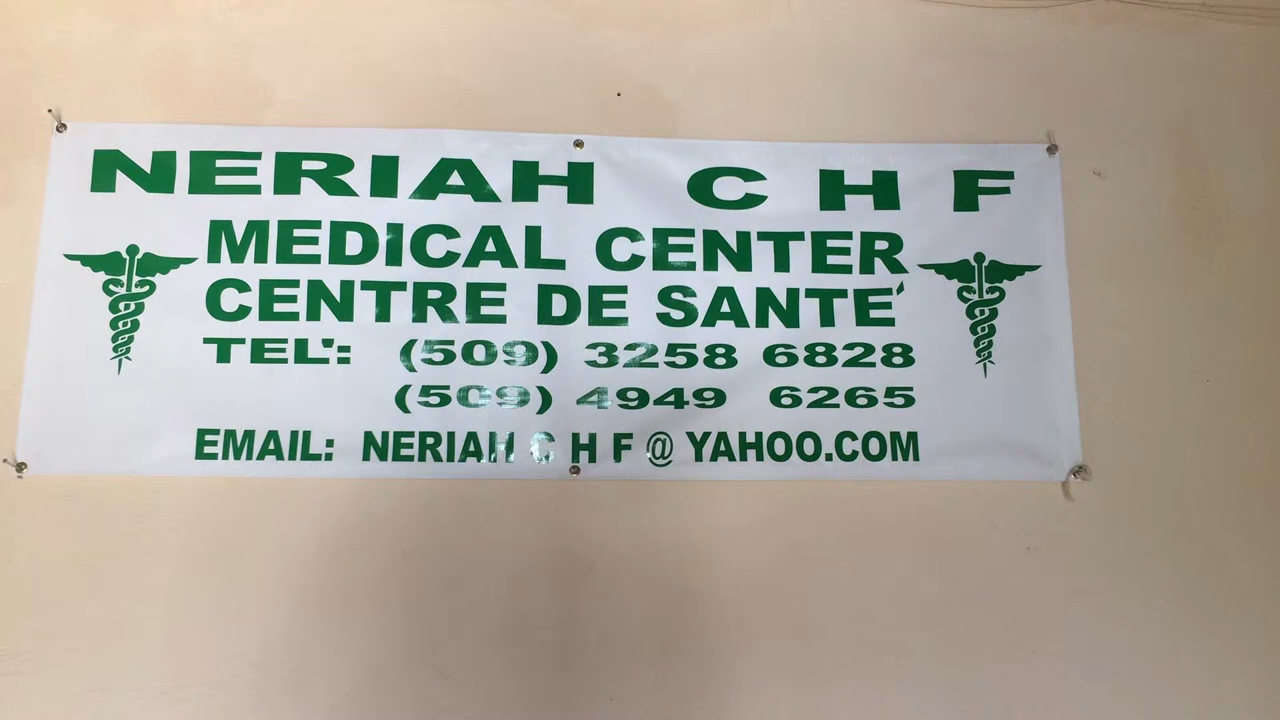 NERIAH C H F
MEDICAL CENTER
CENTRE DE SANTE´
TEL': (509) 3258 6828
(509) 4949 6265
EMAIL: NERIAH C H F @ YAHOO.COM